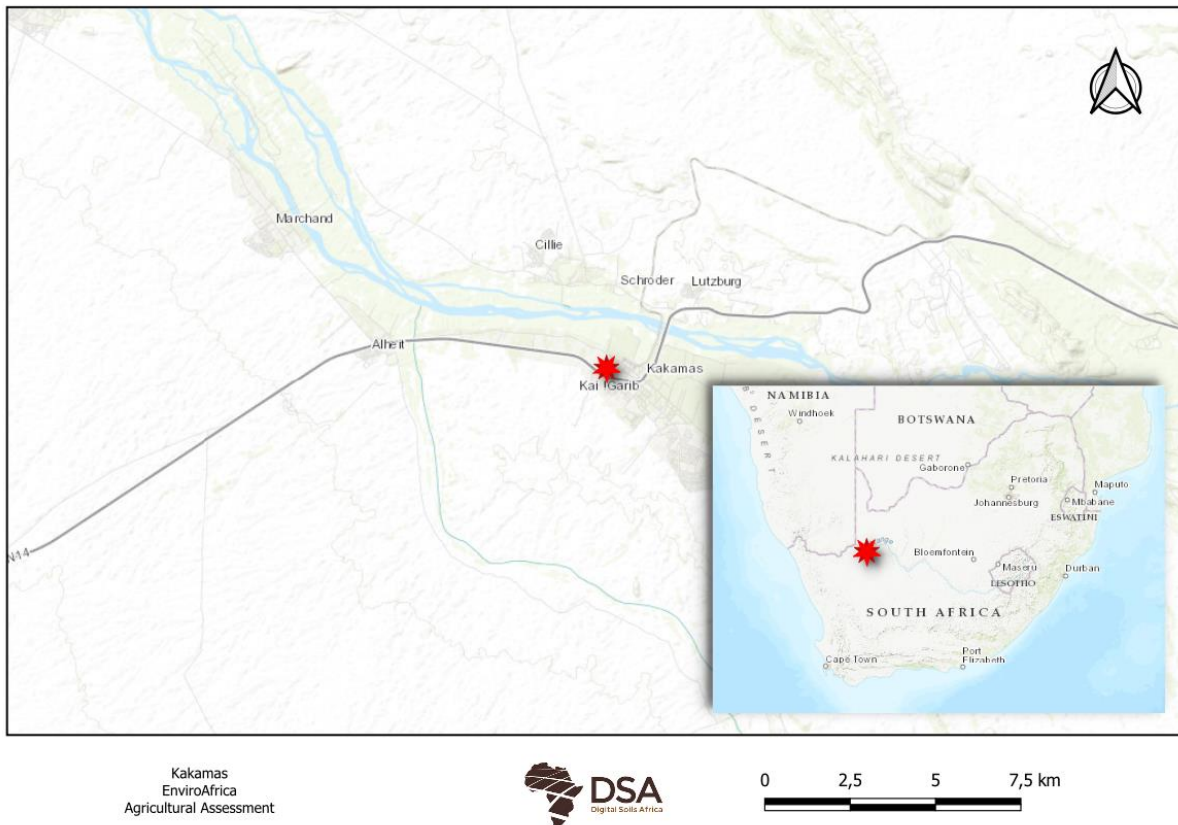 Marchand
Cillie
Schroder
Lutzburg
Alheit
Kakamas
Kai !Garib
N14
NAMIBIA
Windhoek
BOTSWANA
KALAHARI DESERT
Gaborone
Pretoria
Johannesburg
Maputo
Mbabane
ESWATINI
Bloemfontein
Maseru
LESOTHO
Durban
SOUTH AFRICA
Cape Town
Port
Elizabeth
Kakamas
EnviroAfrica
Agricultural Assessment
DSA
Digital Soils Africa
0 2,5 5 7,5 km